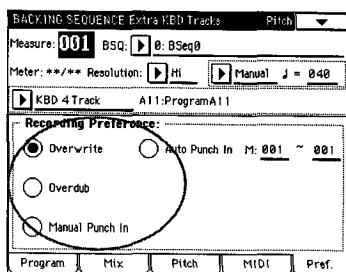 BACKING SEQUENCE Extra KBD Tracks Pitch
Measure: 001 BSQ: 0: BSeq0
Meter: **/** Resolution: Hi Manual ♩ = 040
KBD 4 Track A11:ProgramA11
Recording Preference:
Overwrite Auto Punch In M: 001 ~ 001
Overdub
Manual Punch In
Program Mix Pitch MIDI Pref.